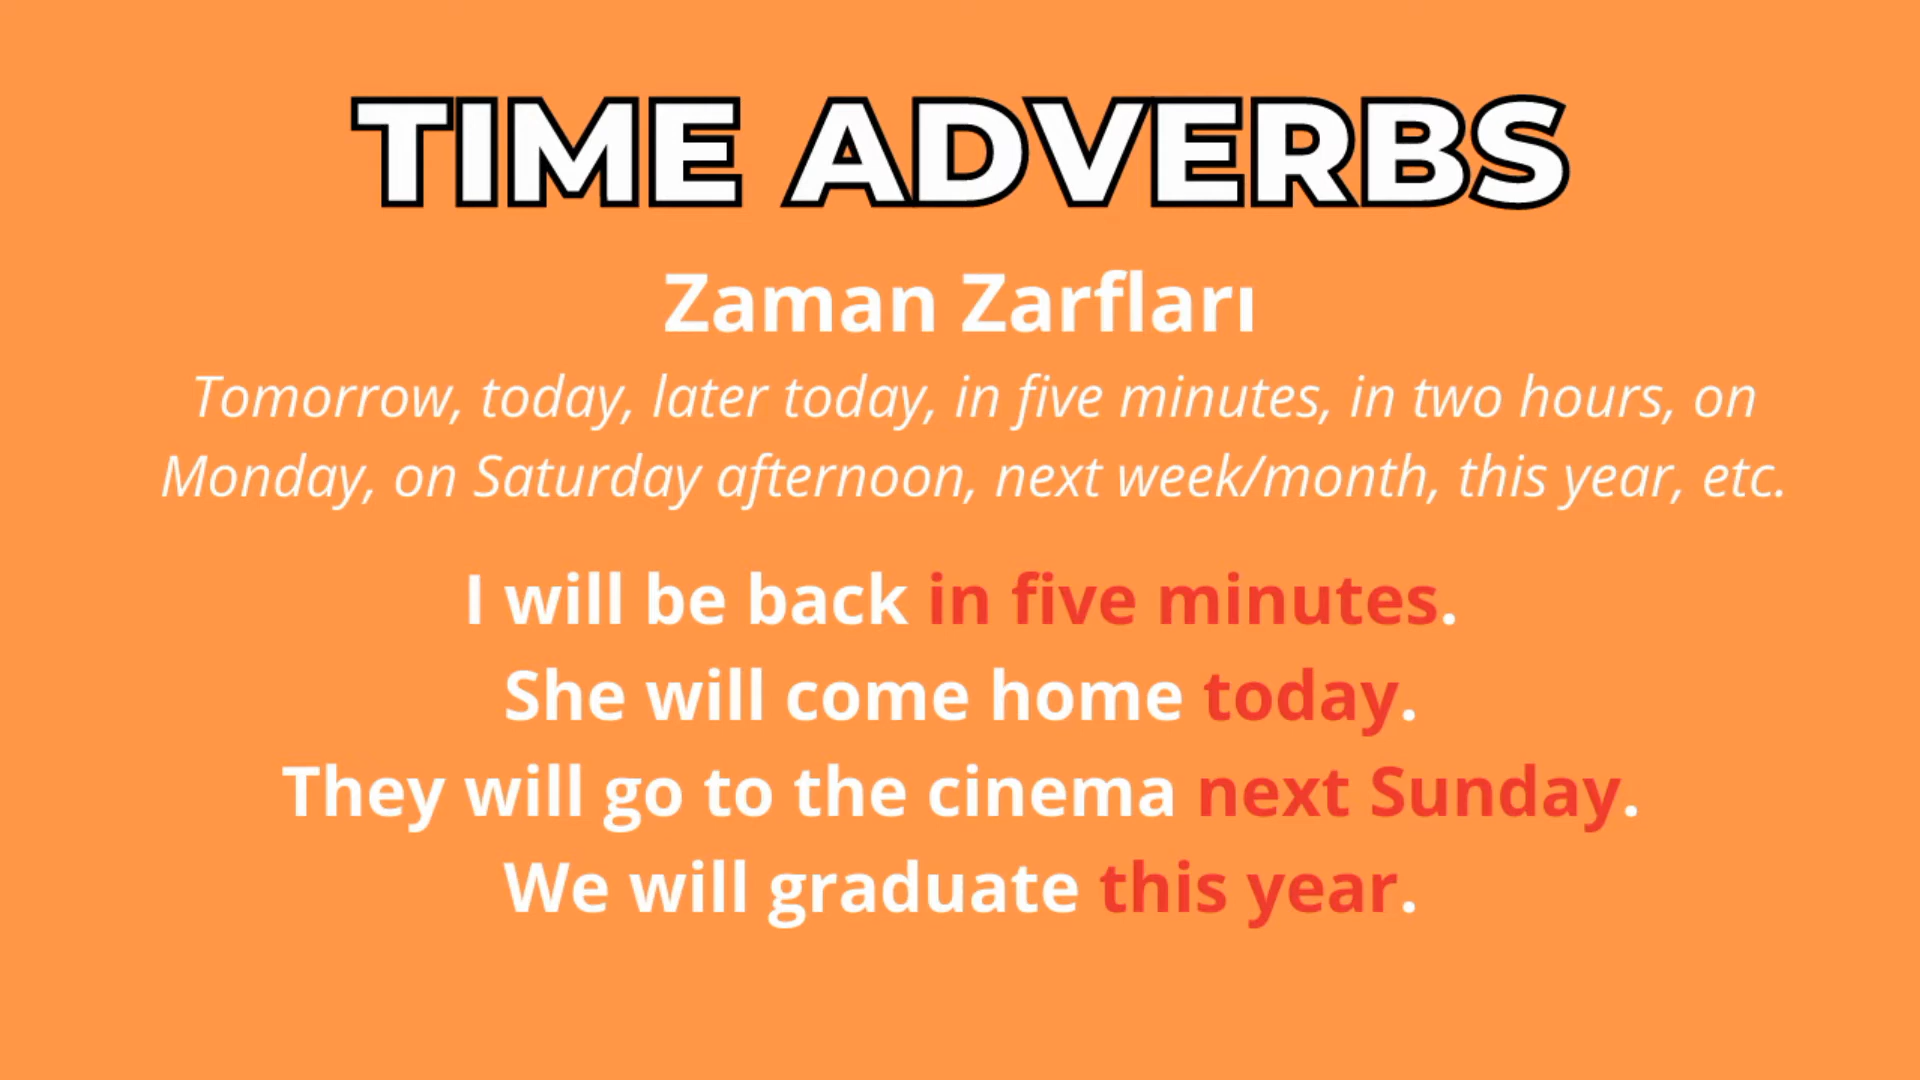 TIME ADVERBS
Zaman Zarfları
Tomorrow, today, later today, in five minutes, in two hours, on
Monday, on Saturday afternoon, next week/month, this year, etc.
I will be back in five minutes.
She will come home today.
They will go to the cinema next Sunday.
We will graduate this year.